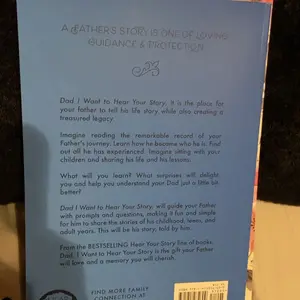 A FATHER'S STORY IS ONE OF LOVING
GUIDANCE & PROTECTION
Dad I Want to Hear Your Story, It is the place for
your father to tell his life story while also creating a
treasured legacy
Imagine reading the remarkable record of your
Father's journey. Learn how he became who he is. Find
out all he has experienced. Imagine sitting with your
children and sharing his life and his lessons.
What will you learn? What surprises will delight
you and help you understand your Dad just a little bit
better?
Dad I Want to Hear Your Story, will guide your Father
with prompts and questions, making it fun and simple
for him to share the stories of his childhood, teens, and
adult years. This will be his story, told by him.
From the BESTSELLING Hear Your Story line of books.
Dad, I Want to Hear Your Story is the gift your Father
will love and a memory you will cherish.
FIND MORE FAMILY
CONNECTION AT